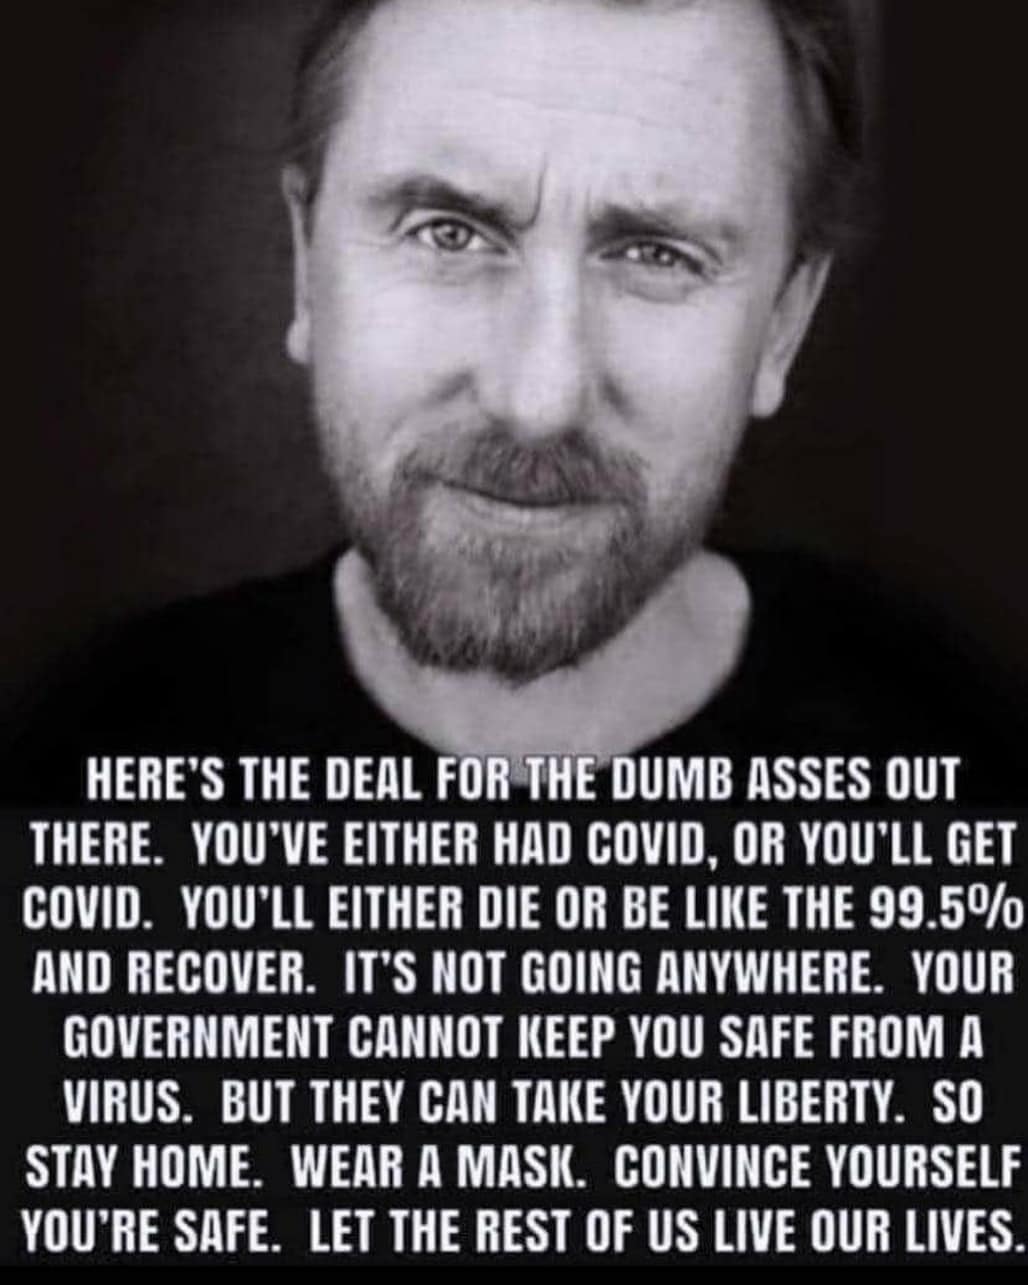 HERE'S THE DEAL FOR THE DUMB ASSES OUT
THERE. YOU'VE EITHER HAD COVID, OR YOU'LL GET
COVID. YOU'LL EITHER DIE OR BE LIKE THE 99.5%
AND RECOVER. IT'S NOT GOING ANYWHERE. YOUR
GOVERNMENT CANNOT KEEP YOU SAFE FROM A
VIRUS. BUT THEY CAN TAKE YOUR LIBERTY. SO
STAY HOME. WEAR A MASK. CONVINCE YOURSELF
YOU'RE SAFE. LET THE REST OF US LIVE OUR LIVES.